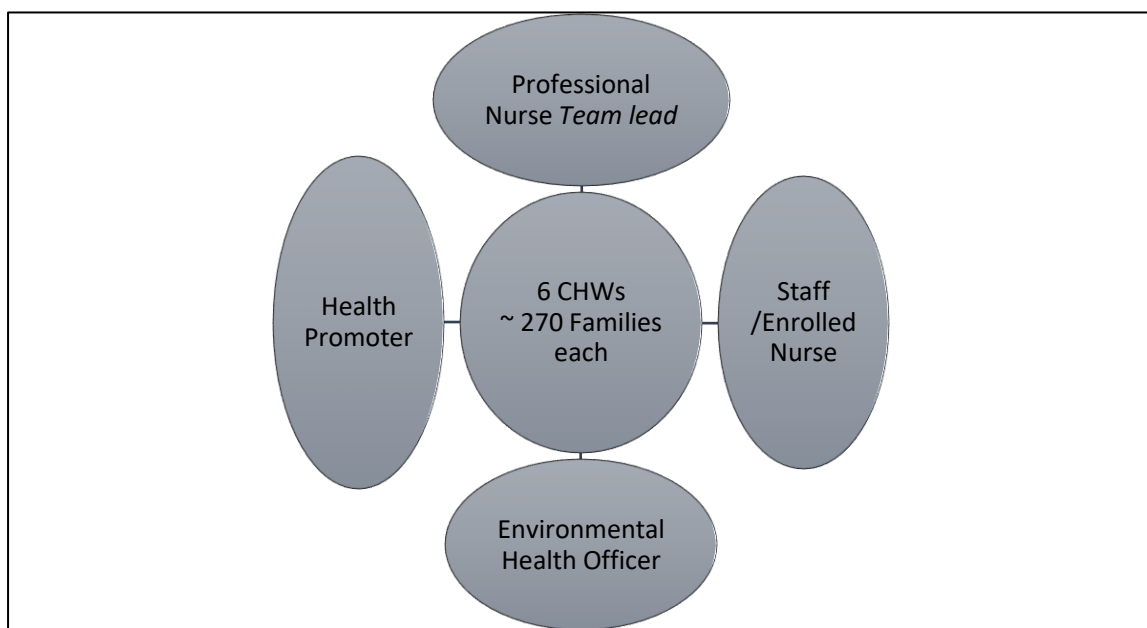 Professional
Nurse Team lead
Health
Promoter
6 CHWs
~ 270 Families
each
Staff
/Enrolled
Nurse
Environmental
Health Officer